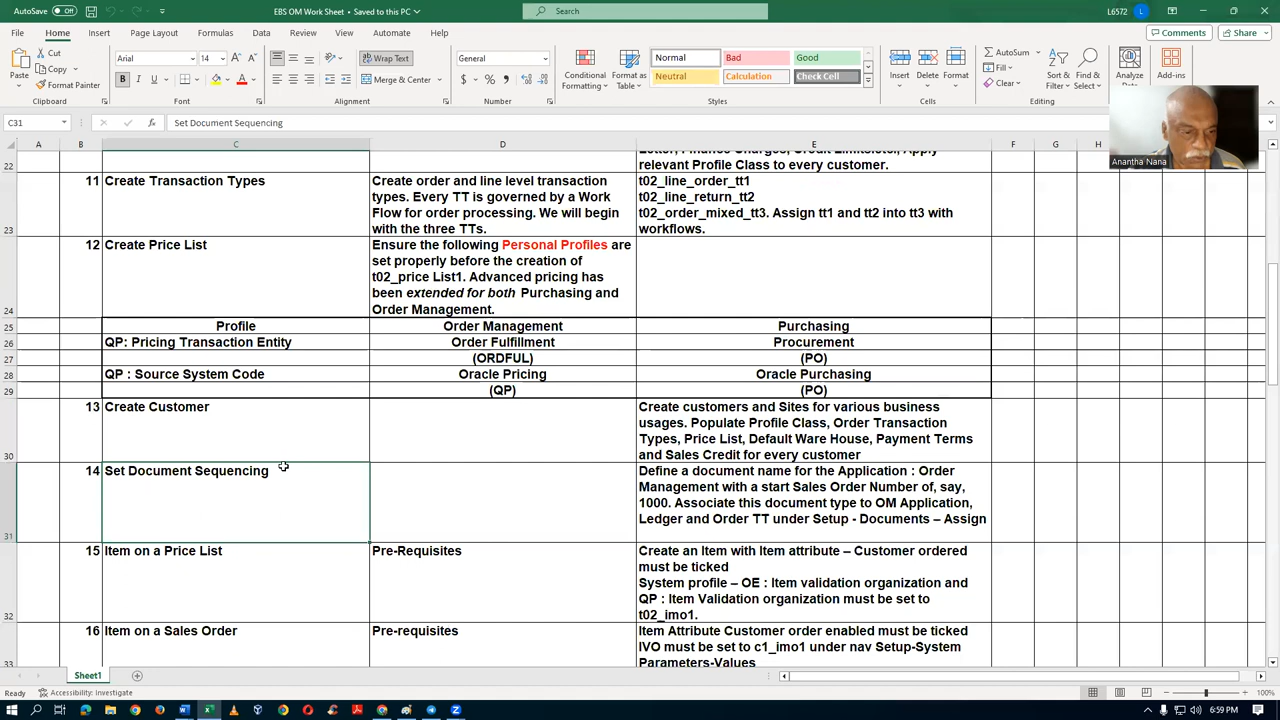 AutoSave Off
EBS OM Work Sheet • Saved to this PC
Search
L6572
L
File Home Insert Page Layout Formulas Data Review View Automate Help
Comments Share
Paste
Cut
Copy
Format Painter
Clipboard
Arial 14
B I U
Font
Wrap Text
Merge & Center
Alignment
General
$ % ,
Number
Conditional Formatting
Format as Table
Normal Bad Good
Neutral Calculation Check Cell
Styles
Insert Delete Format
Cells
AutoSum
Fill
Clear
Sort & Filter
Find & Select
Editing
Analyze Data
Add-ins
C31
fx
Set Document Sequencing
Anantha Nana
A B C D E F G H
22
relevant Profile Class to every customer.
11 Create Transaction Types
Create order and line level transaction
types. Every TT is governed by a Work
Flow for order processing. We will begin
with the three TTs.
t02_line_order_tt1
t02_line_return_tt2
t02_order_mixed_tt3. Assign tt1 and tt2 into tt3 with
workflows.
23
12 Create Price List
Ensure the following Personal Profiles are
set properly before the creation of
t02_price List1. Advanced pricing has
been extended for both Purchasing and
Order Management.
24
25 Profile Order Management Purchasing
26 QP: Pricing Transaction Entity Order Fulfillment Procurement
27 (ORDFUL) (PO)
28 QP : Source System Code Oracle Pricing Oracle Purchasing
29 (QP) (PO)
13 Create Customer
Create customers and Sites for various business
usages. Populate Profile Class, Order Transaction
Types, Price List, Default Ware House, Payment Terms
and Sales Credit for every customer
30
14 Set Document Sequencing
Define a document name for the Application : Order
Management with a start Sales Order Number of, say,
1000. Associate this document type to OM Application,
Ledger and Order TT under Setup - Documents – Assign
31
15 Item on a Price List Pre-Requisites
Create an Item with Item attribute – Customer ordered
must be ticked
System profile – OE : Item validation organization and
QP : Item Validation organization must be set to
t02_imo1.
32
16 Item on a Sales Order Pre-requisites
Item Attribute Customer order enabled must be ticked
IVO must be set to c1_imo1 under nav Setup-System
Parameters-Values
33
Sheet1
Ready
Accessibility: Investigate
100%
6:59 PM